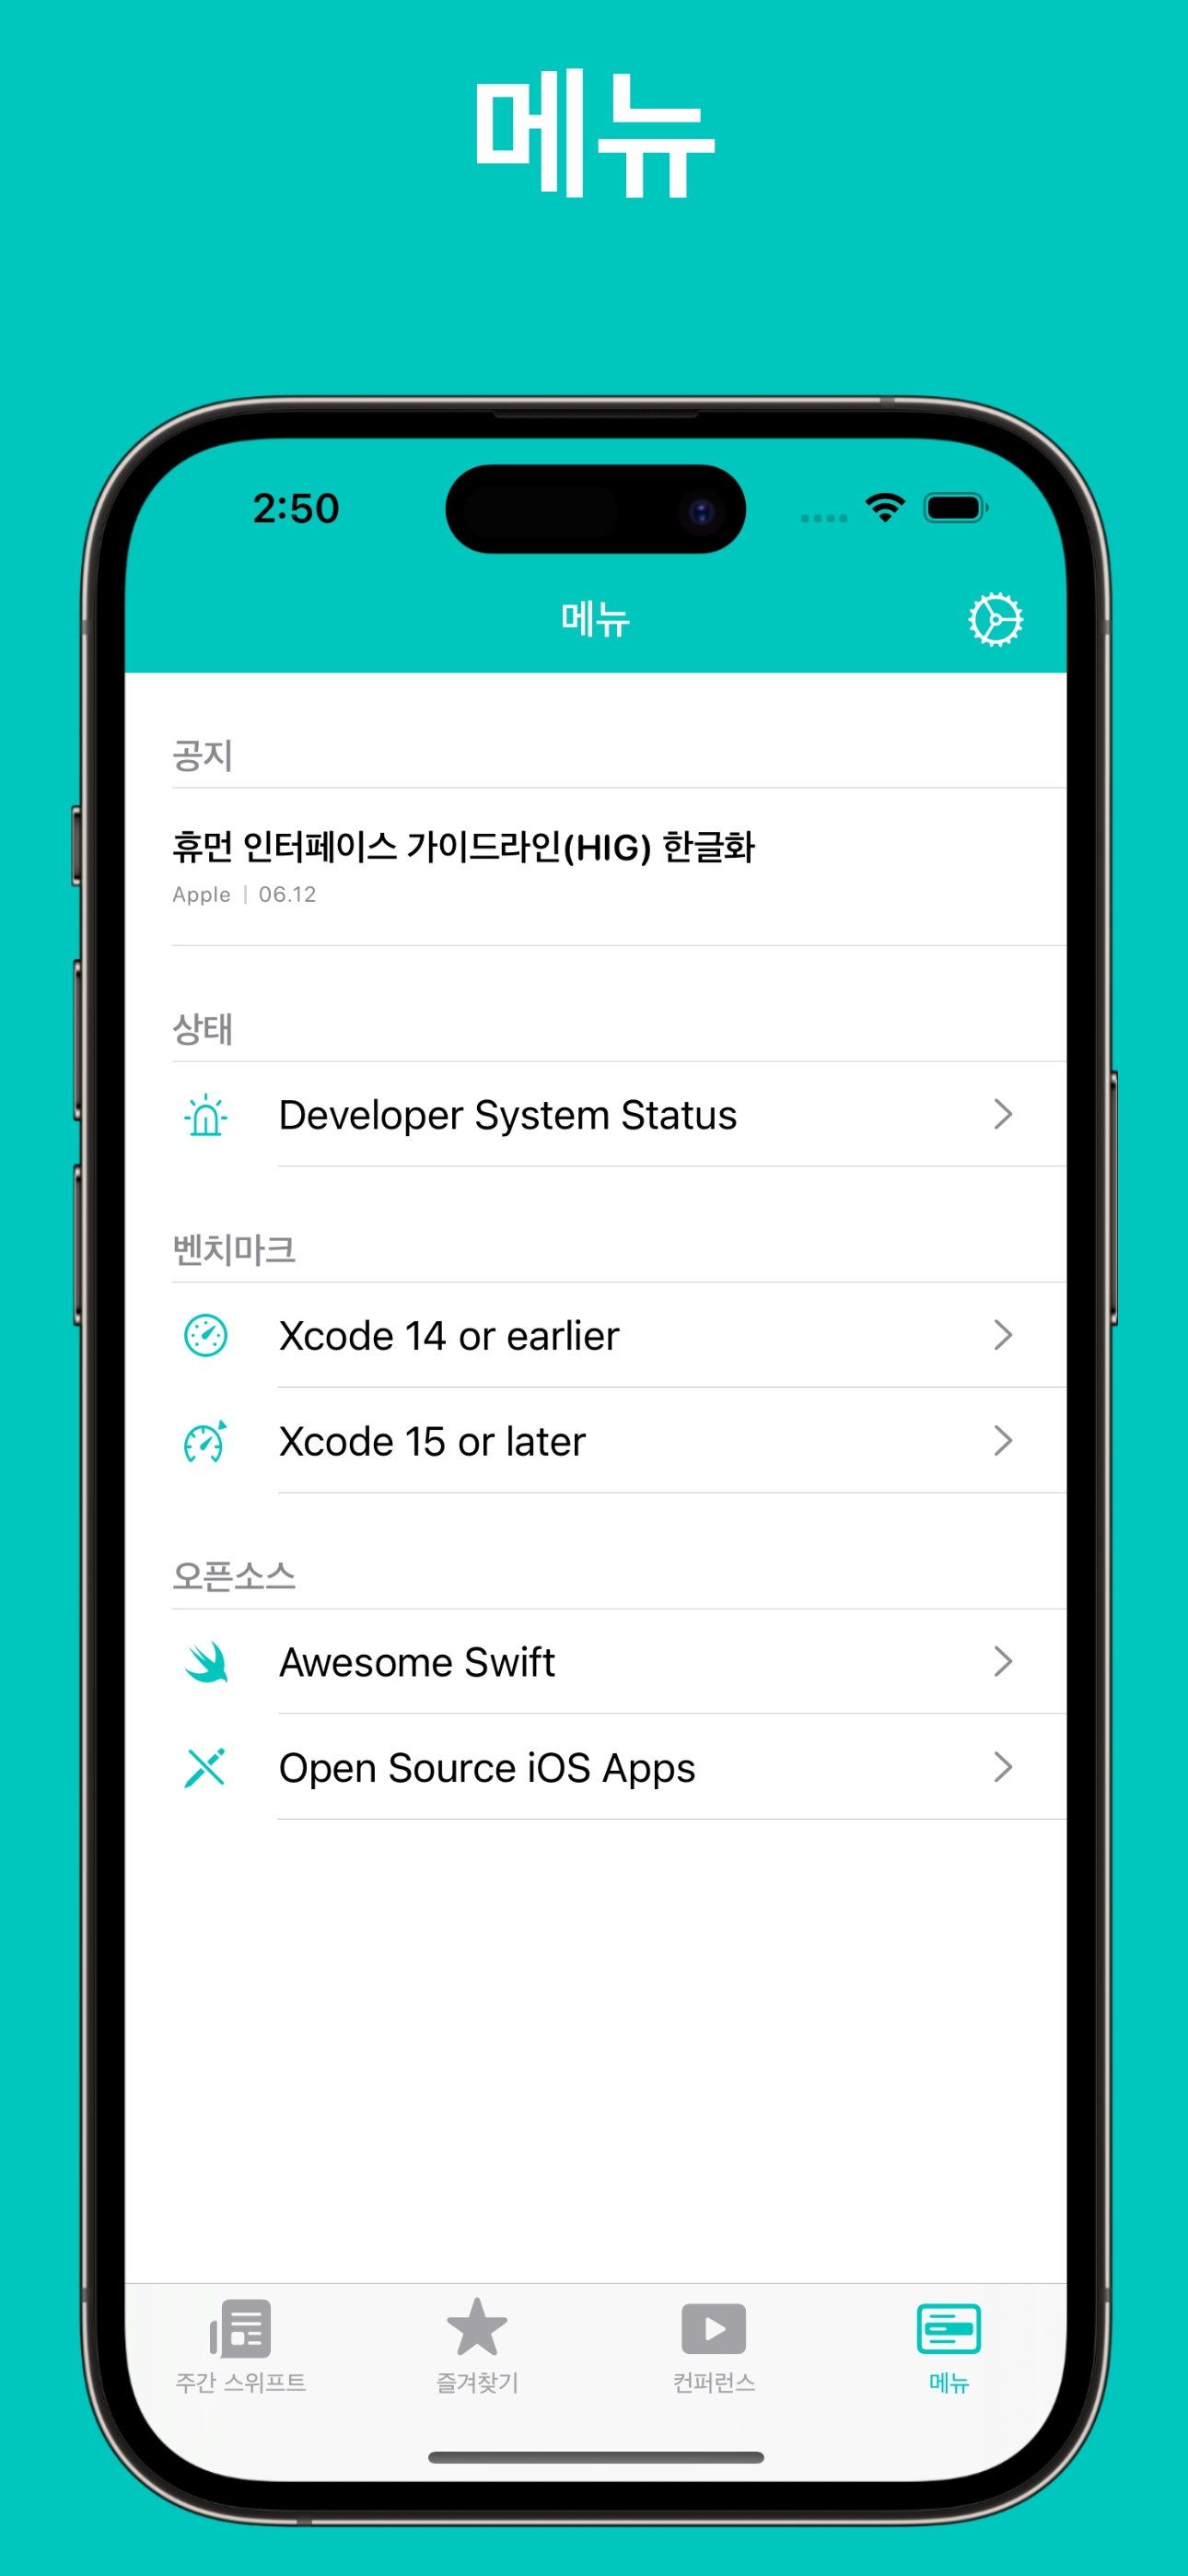 메뉴
2:50
메뉴
공지
휴먼 인터페이스 가이드라인(HIG) 한글화
Apple | 06.12
상태
Developer System Status
벤치마크
Xcode 14 or earlier
Xcode 15 or later
오픈소스
Awesome Swift
Open Source iOS Apps
주간 스위프트 즐겨찾기 컨퍼런스 메뉴